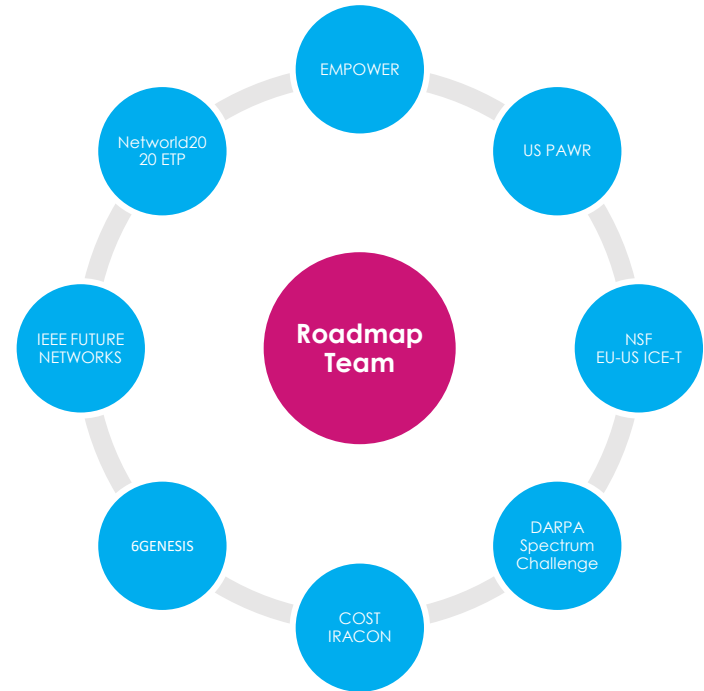 EMPOWER
US PAWR
NSF
EU-US ICE-T
DARPA
Spectrum
Challenge
COST
IRACON
6GENESIS
IEEE FUTURE
NETWORKS
Networld20
20 ETP
Roadmap
Team